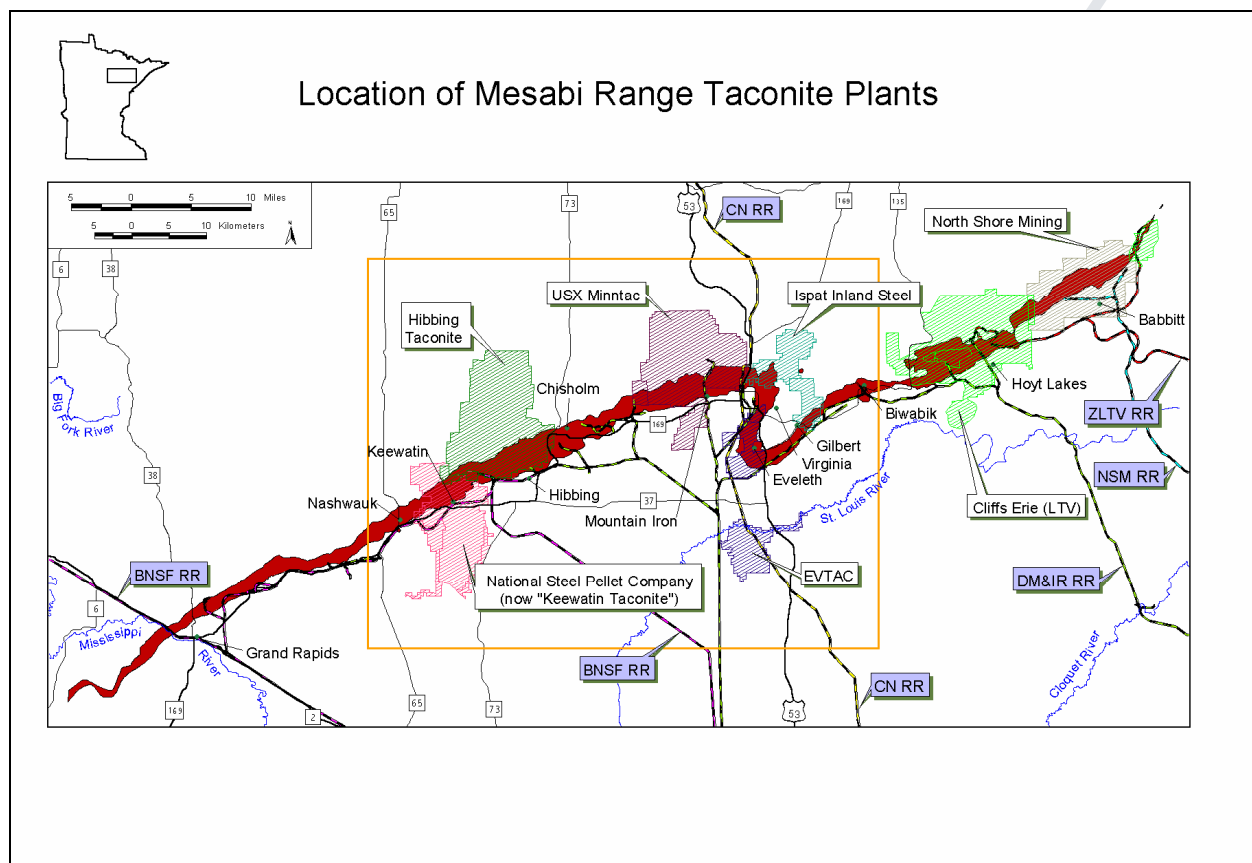 Location of Mesabi Range Taconite Plants
5 0 5 10 Miles
5 0 5 10 Kilometers
N
65
73
53
CN RR
169
135
North Shore Mining
6
38
USX Minntac
Ispat Inland Steel
Hibbing
Taconite
Babbitt
Chisholm
Hoyt Lakes
Big Fork River
Biwabik
ZLTV RR
169
Keewatin
Gilbert
Virginia
Eveleth
38
Hibbing
37
NSM RR
Nashwauk
St. Louis River
Cliffs Erie (LTV)
Mountain Iron
BNSF RR
National Steel Pellet Company
(now "Keewatin Taconite")
EVTAC
DM&IR RR
6
Mississippi
River
Grand Rapids
BNSF RR
CN RR
Cloquet River
169
2
65
73
53